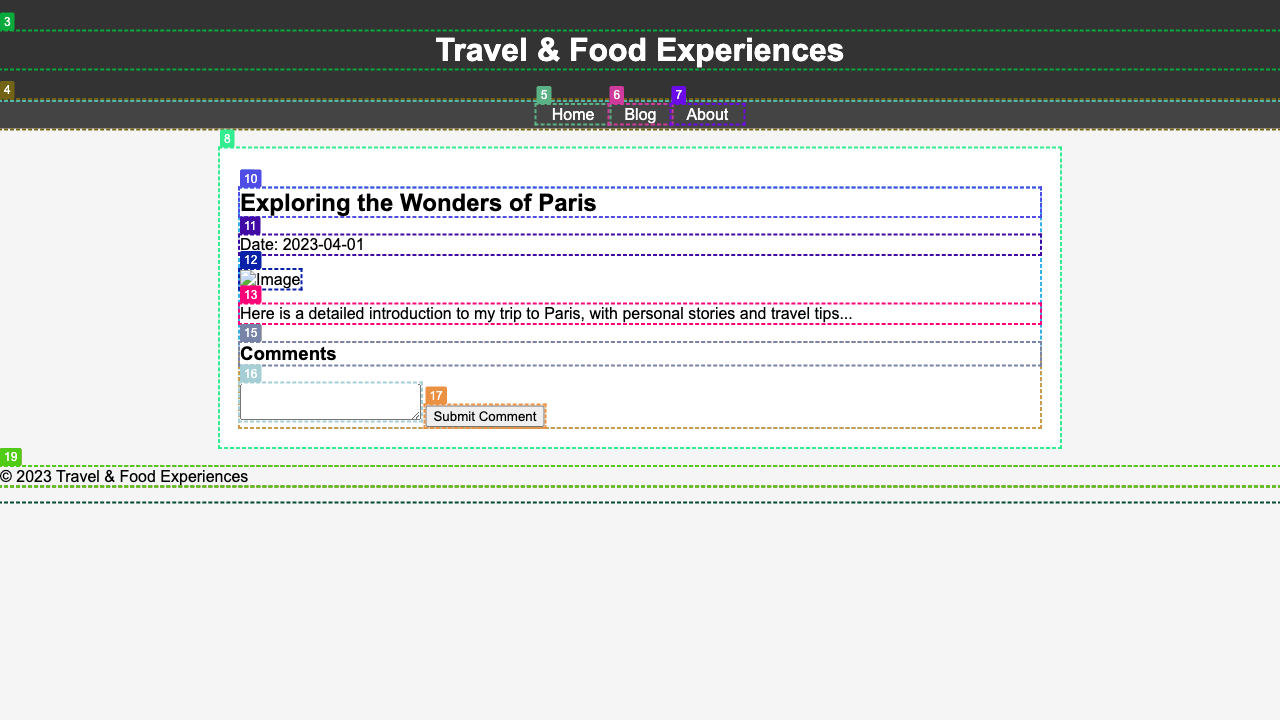 3
Travel & Food Experiences
4
5 6 7
Home Blog About
8
10
Exploring the Wonders of Paris
11
Date: 2023-04-01
12
Image
13
Here is a detailed introduction to my trip to Paris, with personal stories and travel tips...
15
Comments
16
17
Submit Comment
19
© 2023 Travel & Food Experiences